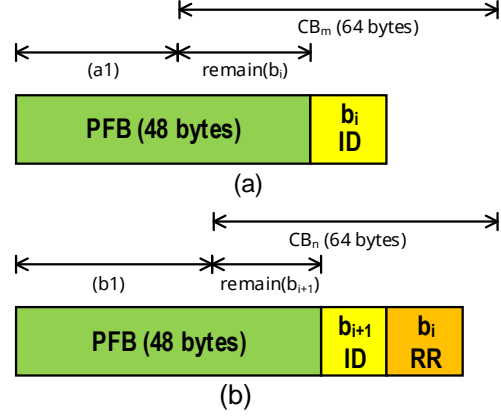 CBₘ (64 bytes)
(a1) remain(bᵢ)
PFB (48 bytes) bᵢ
ID
(a)
CBₙ (64 bytes)
(b1) remain(bᵢ₊₁)
PFB (48 bytes) bᵢ₊₁ bᵢ
ID RR
(b)